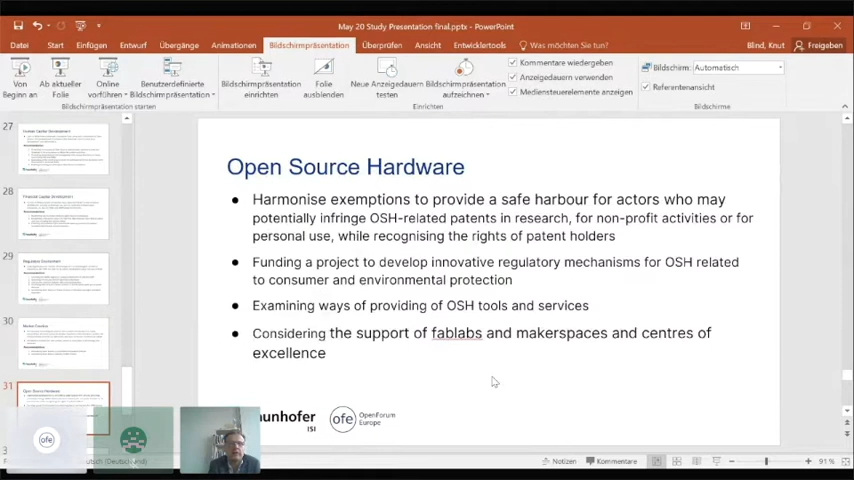 May 20 Study Presentation final.pptx - PowerPoint
Blind, Knut
Freigeben
Datei Start Einfügen Entwurf Übergänge Animationen Bildschirmpräsentation Überprüfen Ansicht Entwicklertools Was möchten Sie tun?
Von Beginn an
Ab aktueller Folie
Online vorführen
Benutzerdefinierte Bildschirmpräsentation
Bildschirmpräsentation einrichten
Folie ausblenden
Neue Anzeigedauern testen
Bildschirmpräsentation aufzeichnen
Kommentare wiedergeben
Anzeigedauern verwenden
Mediensteuerelemente anzeigen
Bildschirm: Automatisch
Referentenansicht
Bildschirmpräsentation starten
Einrichten
Bildschirme
27
28
29
30
31
Open Source Hardware
Harmonise exemptions to provide a safe harbour for actors who may
potentially infringe OSH-related patents in research, for non-profit activities or for
personal use, while recognising the rights of patent holders
Funding a project to develop innovative regulatory mechanisms for OSH related
to consumer and environmental protection
Examining ways of providing of OSH tools and services
Considering the support of fablabs and makerspaces and centres of
excellence
aunhofer
ISI
ofe
OpenForum
Europe
ofe
Deutsch (Deutschland)
Notizen
Kommentare
91 %